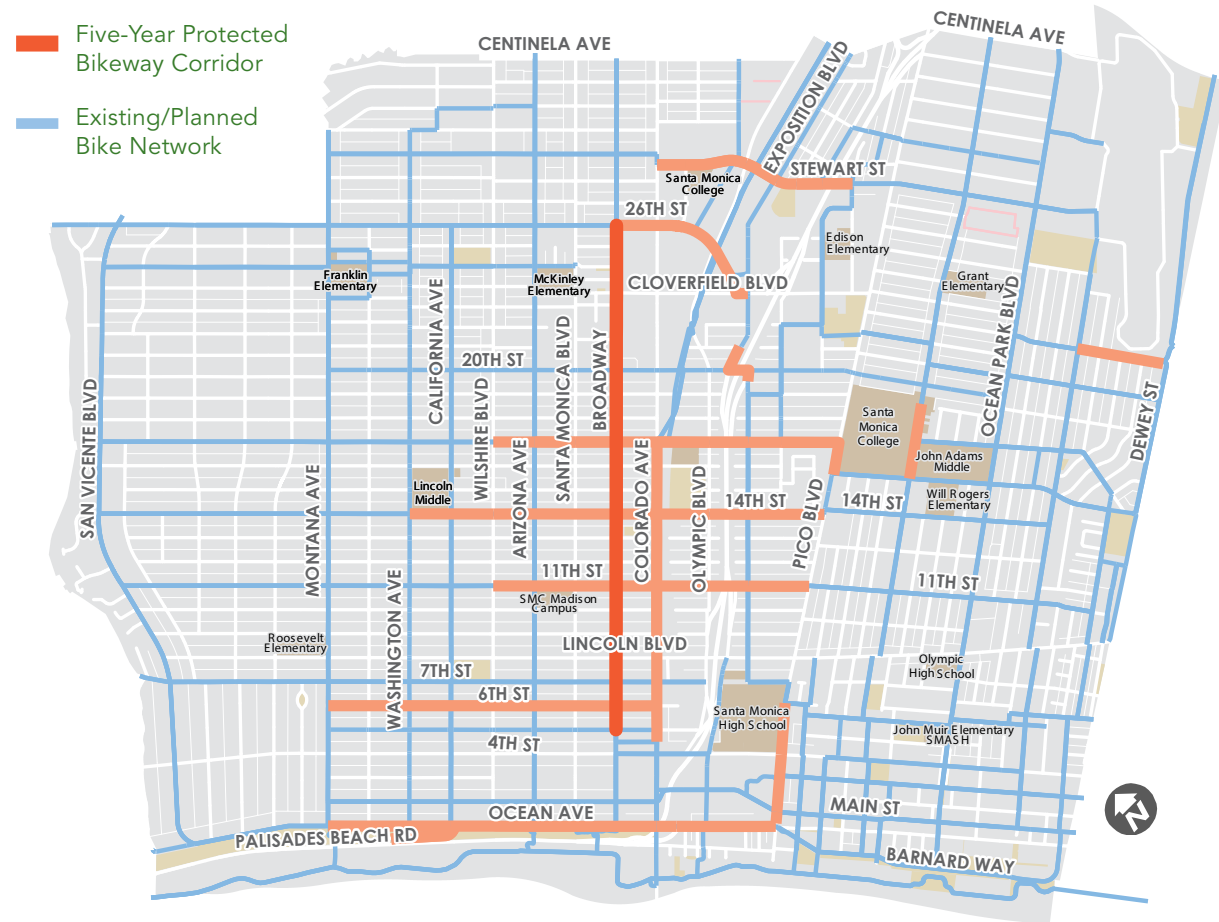 Five-Year Protected
Bikeway Corridor
Existing/Planned
Bike Network
CENTINELA AVE
CENTINELA AVE
EXPOSITION BLVD
STEWART ST
Santa Monica
College
26TH ST
Edison
Elementary
Franklin
Elementary
McKinley
Elementary
CLOVERFIELD BLVD
Grant
Elementary
CALIFORNIA AVE
SANTA MONICA BLVD
BROADWAY
OCEAN PARK BLVD
20TH ST
WILSHIRE BLVD
SAN VICENTE BLVD
DEWEY ST
Santa
Monica
College
ARIZONA AVE
COLORADO AVE
OLYMPIC BLVD
MONTANA AVE
John Adams
Middle
Lincoln
Middle
14TH ST
PICO BLVD
14TH ST
Will Rogers
Elementary
11TH ST
11TH ST
SMC Madison
Campus
WASHINGTON AVE
Roosevelt
Elementary
LINCOLN BLVD
Olympic
High School
7TH ST
6TH ST
Santa Monica
High School
John Muir Elementary
SMASH
4TH ST
OCEAN AVE
MAIN ST
PALISADES BEACH RD
BARNARD WAY
N